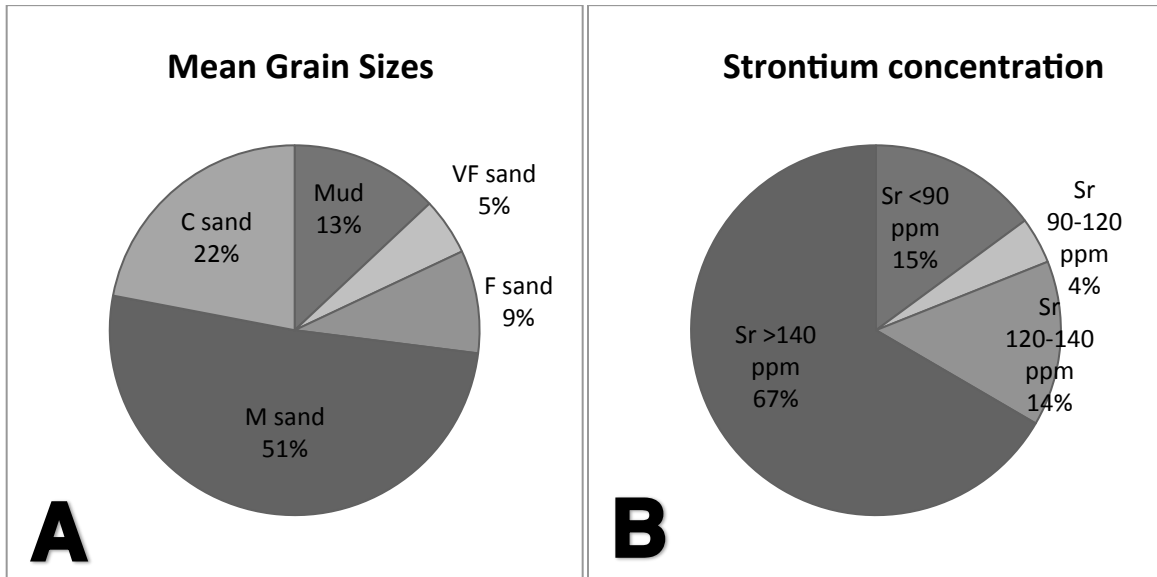 Mean Grain Sizes
Mud
13%
VF sand
5%
F sand
9%
M sand
51%
C sand
22%
A
Strontium concentration
Sr <90
ppm
15%
Sr
90-120
ppm
4%
Sr
120-140
ppm
14%
Sr >140
ppm
67%
B